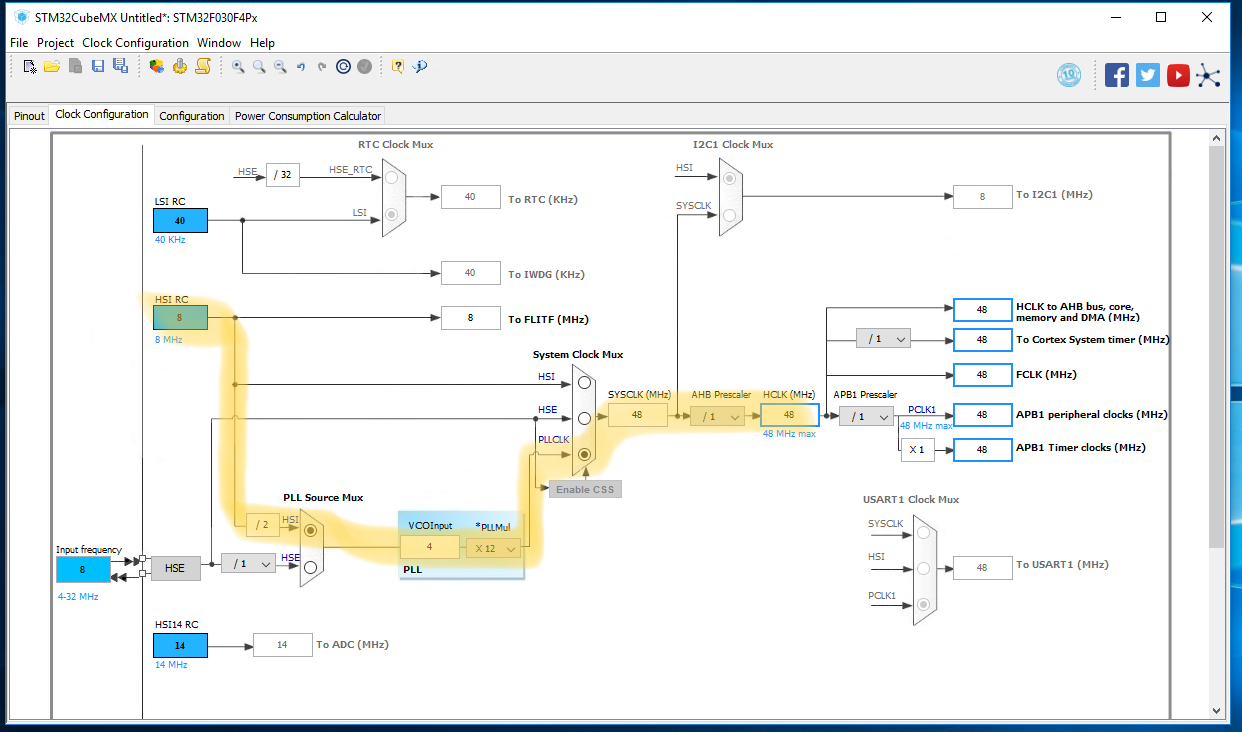 STM32CubeMX Untitled*: STM32F030F4Px
File Project Clock Configuration Window Help
10
Pinout Clock Configuration Configuration Power Consumption Calculator
RTC Clock Mux
I2C1 Clock Mux
HSE
/ 32
HSE_RTC
40
To RTC (KHz)
HSI
SYSCLK
8
To I2C1 (MHz)
LSI RC
40
40 KHz
LSI
40
To IWDG (KHz)
HSI RC
8
8 MHz
8
To FLITF (MHz)
System Clock Mux
HSI
HSE
PLLCLK
Enable CSS
SYSCLK (MHz)
48
AHB Prescaler
/ 1
HCLK (MHz)
48
48 MHz max
48
HCLK to AHB bus, core,
memory and DMA (MHz)
/ 1
48
To Cortex System timer (MHz)
48
FCLK (MHz)
APB1 Prescaler
/ 1
PCLK1
48 MHz max
48
APB1 peripheral clocks (MHz)
X 1
48
APB1 Timer clocks (MHz)
PLL Source Mux
/ 2
HSI
HSE
VCOInput
4
*PLLMul
X 12
PLL
Input frequency
8
4-32 MHz
HSE
/ 1
USART1 Clock Mux
SYSCLK
HSI
PCLK1
48
To USART1 (MHz)
HSI14 RC
14
14 MHz
14
To ADC (MHz)